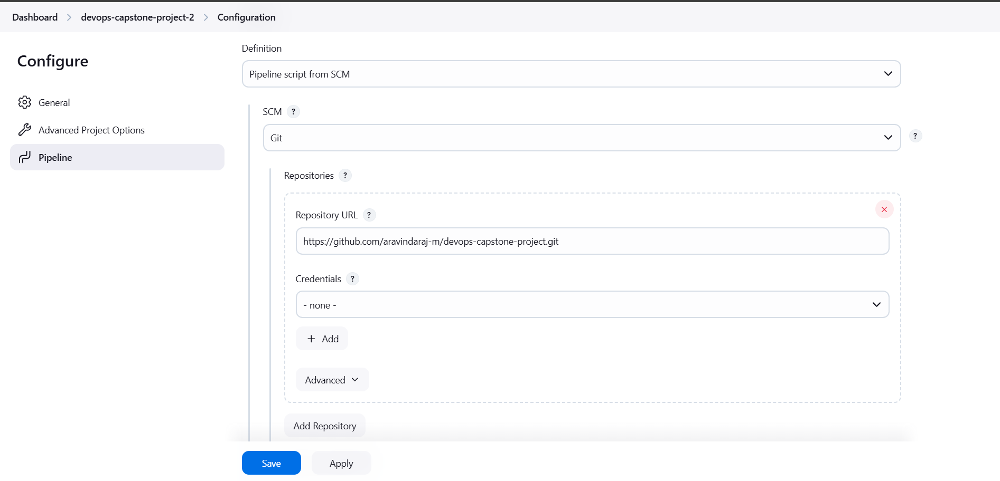 Dashboard > devops-capstone-project-2 > Configuration
Configure
General
Advanced Project Options
Pipeline
Definition
Pipeline script from SCM
SCM ?
Git
?
Repositories ?
Repository URL ?
https://github.com/aravindaraj-m/devops-capstone-project.git
Credentials ?
- none -
+ Add
Advanced
Add Repository
Save Apply